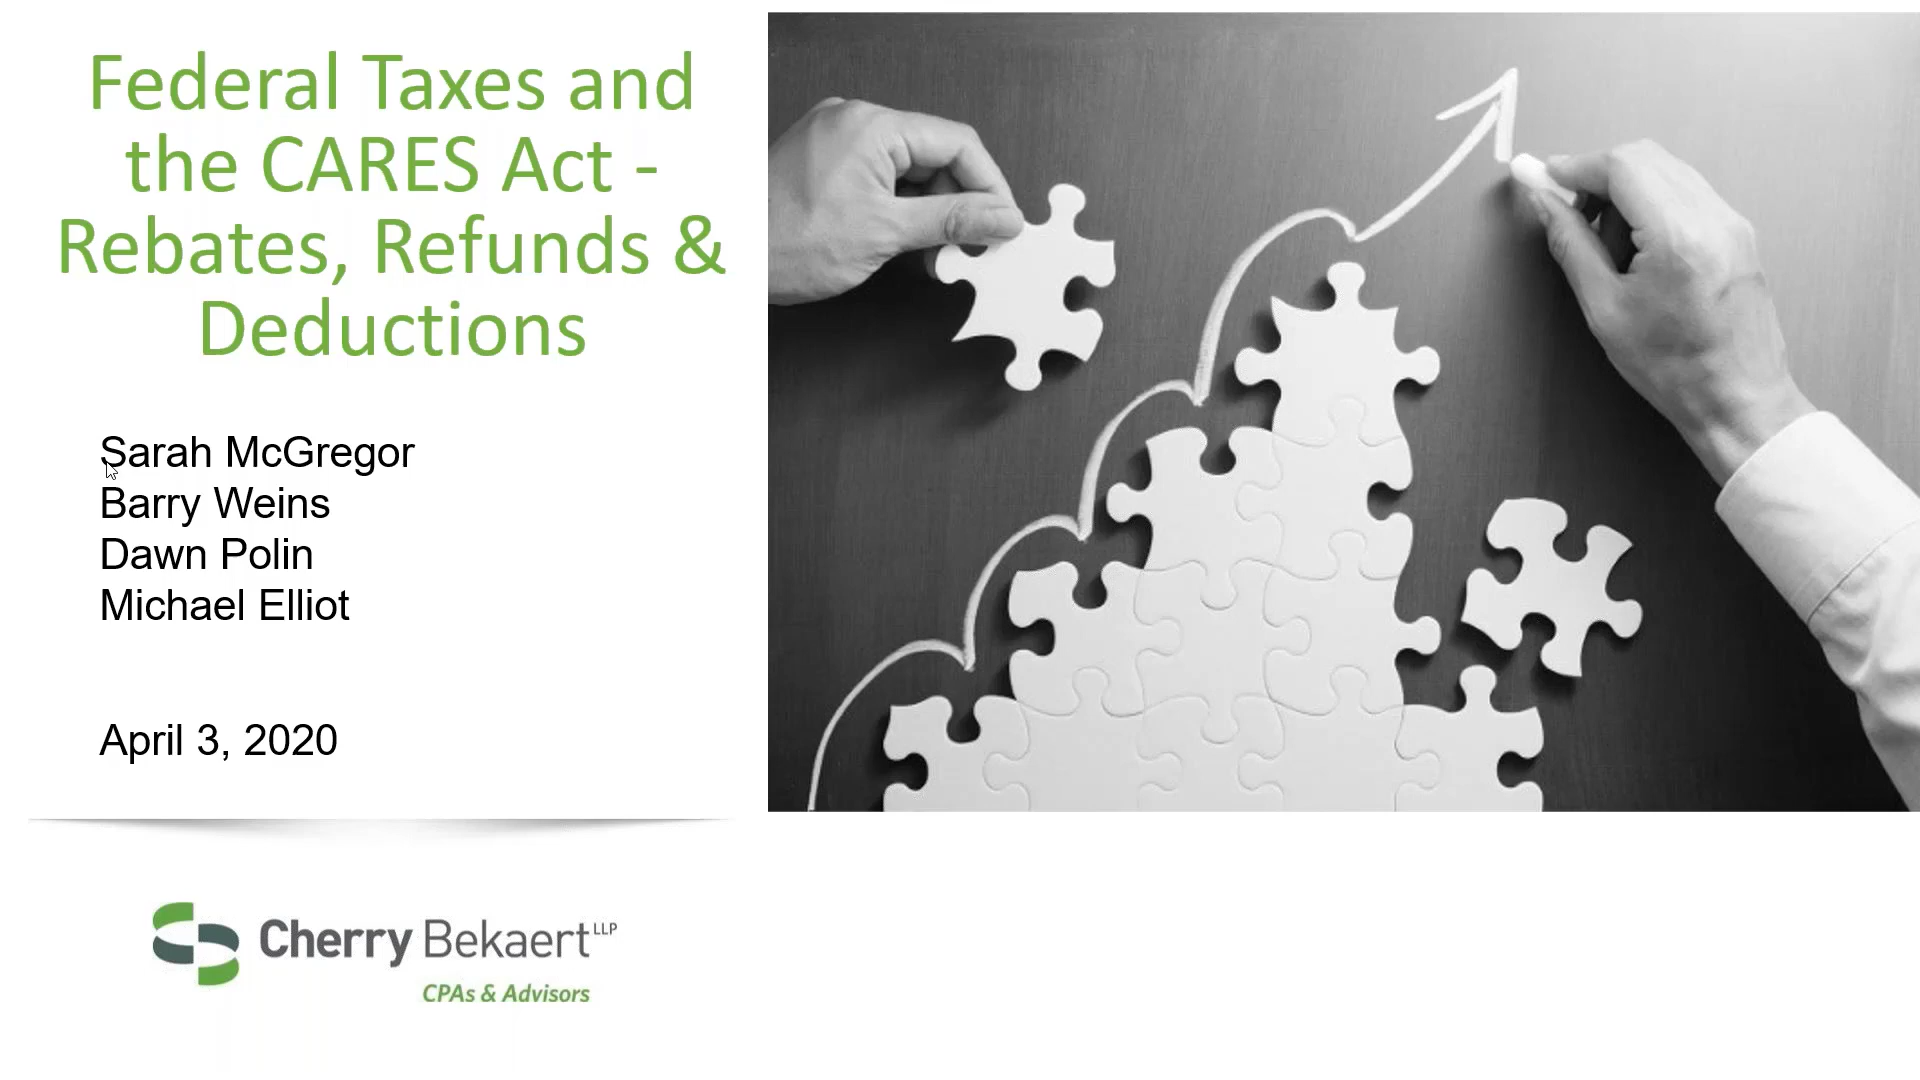 Federal Taxes and
the CARES Act -
Rebates, Refunds &
Deductions
Sarah McGregor
Barry Weins
Dawn Polin
Michael Elliot
April 3, 2020
Cherry Bekaert LLP
CPAs & Advisors